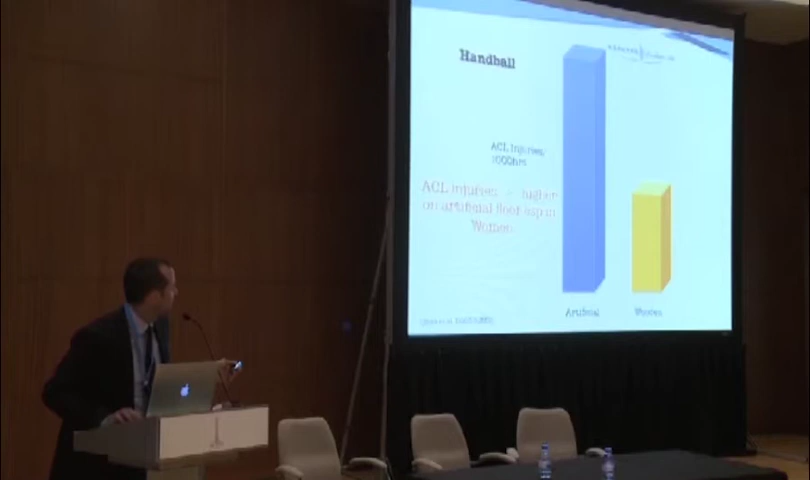 Handball
ACL Injuries/
1000hrs
ACL injuries - higher
on artificial floor esp in
Women
Artificial
Wooden